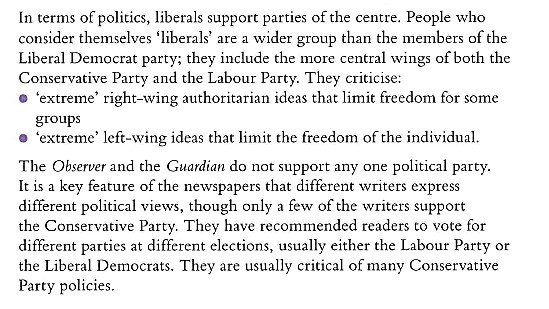 In terms of politics, liberals support parties of the centre. People who
consider themselves ‘liberals’ are a wider group than the members of the
Liberal Democrat party; they include the more central wings of both the
Conservative Party and the Labour Party. They criticise:
● ‘extreme’ right-wing authoritarian ideas that limit freedom for some
groups
● ‘extreme’ left-wing ideas that limit the freedom of the individual.
The Observer and the Guardian do not support any one political party.
It is a key feature of the newspapers that different writers express
different political views, though only a few of the writers support
the Conservative Party. They have recommended readers to vote for
different parties at different elections, usually either the Labour Party or
the Liberal Democrats. They are usually critical of many Conservative
Party policies.